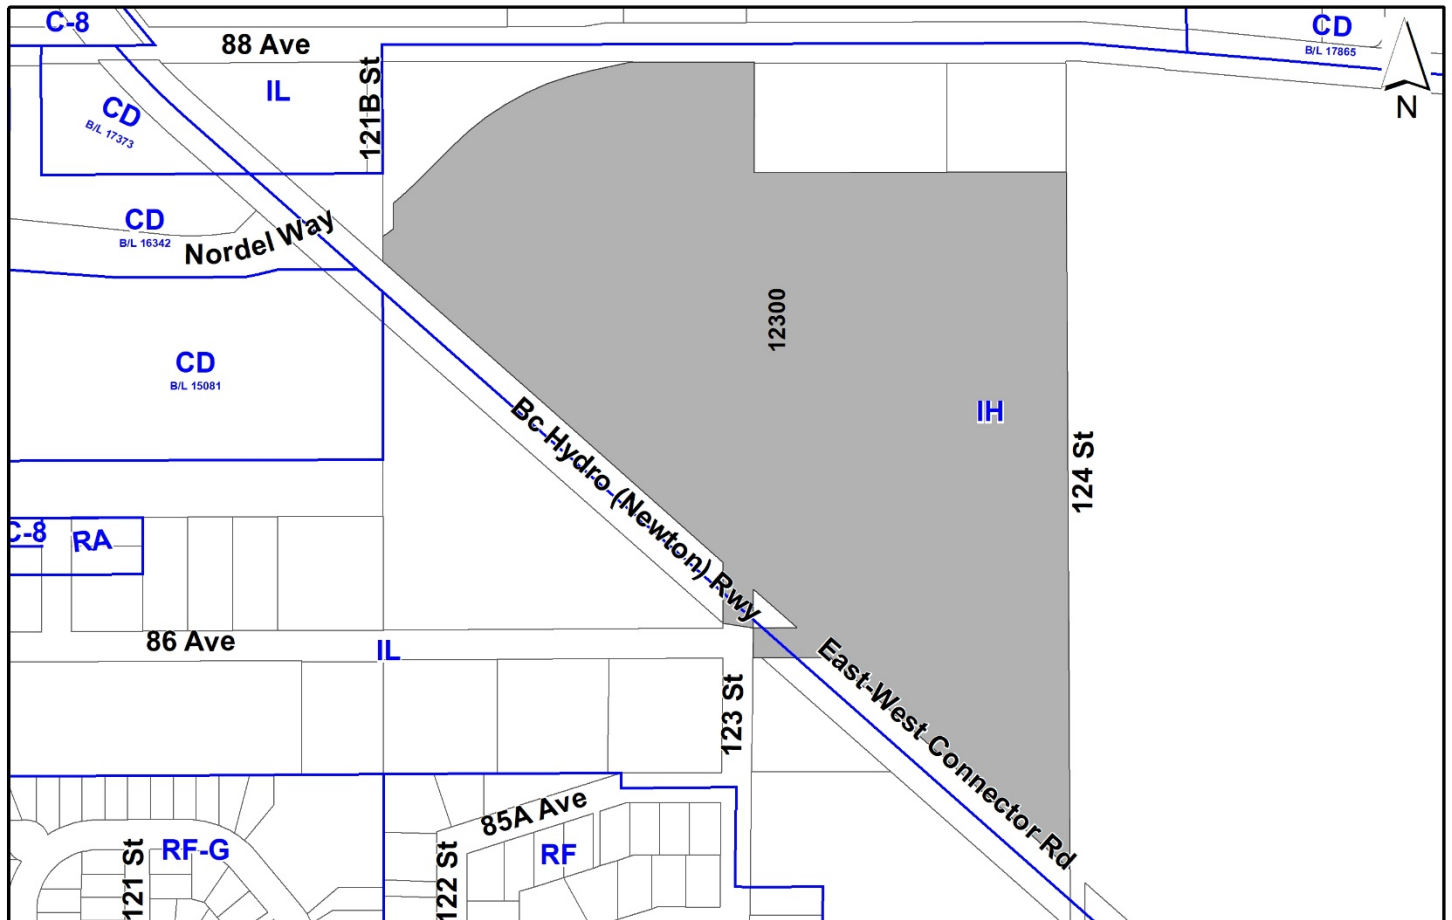 C-8
88 Ave
CD
B/L 17865
N
IL
121B St
CD
B/L 17373
CD
B/L 16342
Nordel Way
12300
CD
B/L 15081
IH
Bc Hydro (Newton) Rwy
124 St
C-8
RA
86 Ave
IL
East-West Connector Rd
123 St
85A Ave
RF-G
RF
121 St
122 St